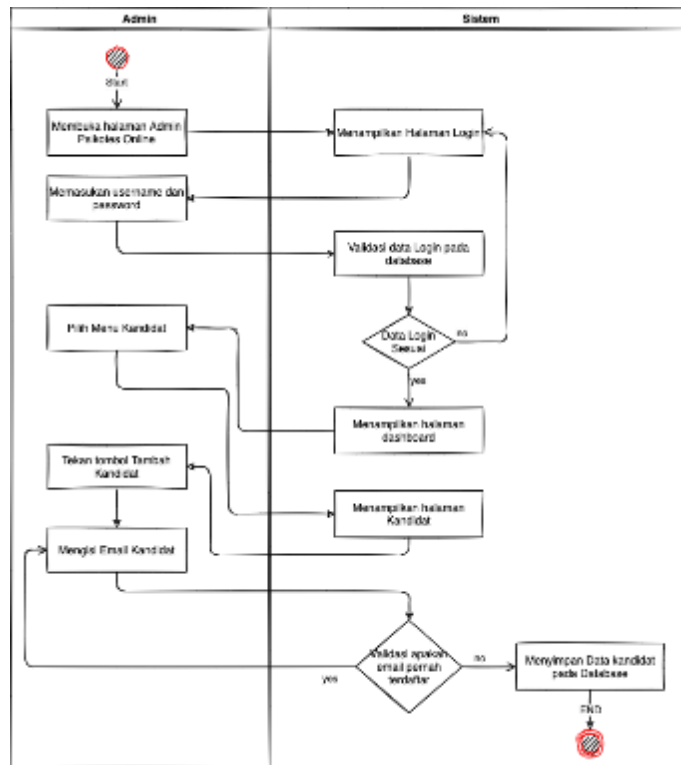 Admin
Sistem
Start
Membuka halaman Admin
Psikotes Online
Menampilkan Halaman Login
Memasukan username dan
password
Validasi data Login pada
database
Pilih Menu Kandidat
Data Login
Sesuai
no
yes
Menampilkan halaman
dashboard
Tekan tombol Tambah
Kandidat
Menampilkan halaman
Kandidat
Mengisi Email Kandidat
Validasi apakah
email pernah
terdaftar
yes
no
Menyimpan Data kandidat
pada Database
END